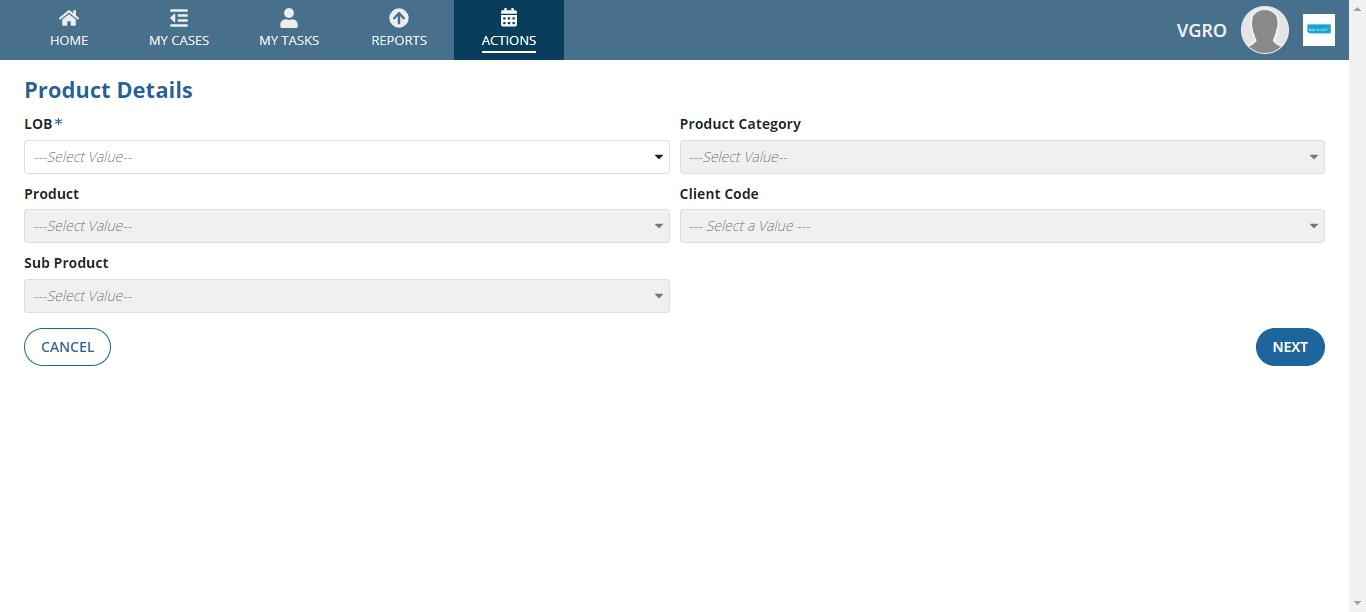 HOME
MY CASES
MY TASKS
REPORTS
ACTIONS
VGRO
Product Details
LOB*
Product Category
---Select Value--
---Select Value--
Product
Client Code
---Select Value--
--- Select a Value ---
Sub Product
---Select Value--
CANCEL
NEXT